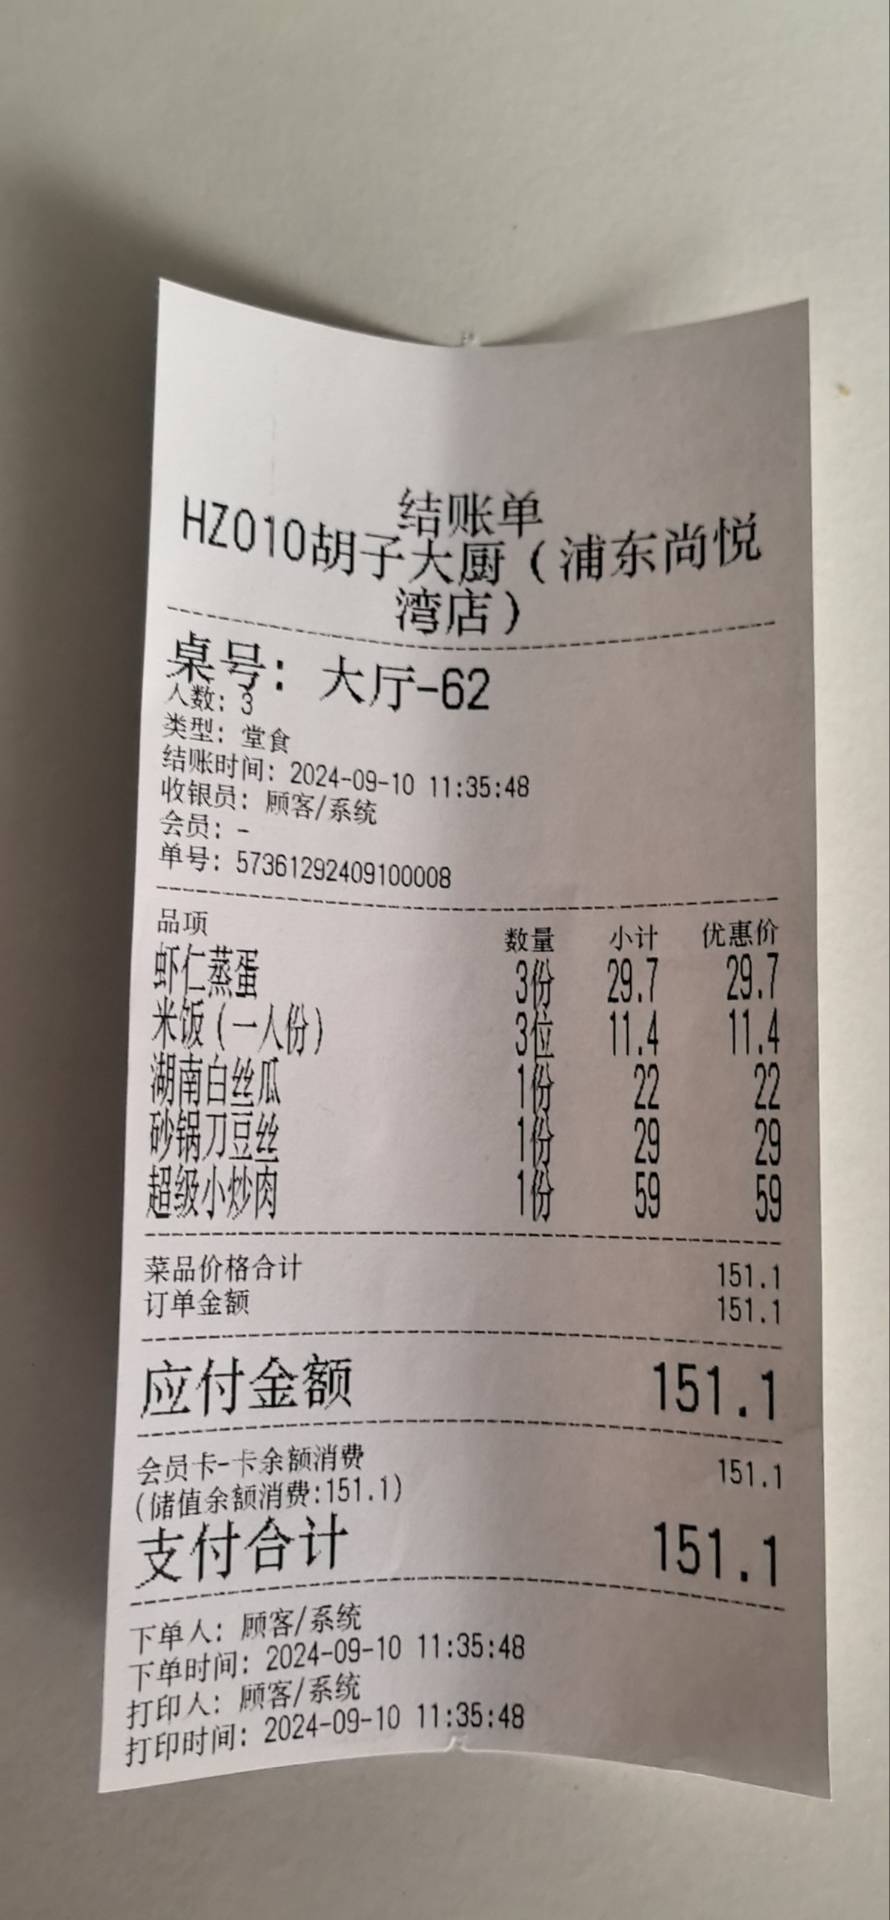 结账单
HZ010胡子大厨（浦东尚悦
湾店）
桌号：大厅-62
人数：3
类型：堂食
结账时间：2024-09-10 11:35:48
收银员：顾客/系统
会员：-
单号：57361292409100008
品项 数量 小计 优惠价
虾仁蒸蛋 3份 29.7 29.7
米饭（一人份） 3位 11.4 11.4
湖南白丝瓜 1份 22 22
砂锅刀豆丝 1份 29 29
超级小炒肉 1份 59 59
菜品价格合计 151.1
订单金额 151.1
应付金额 151.1
会员卡-卡余额消费 151.1
(储值余额消费:151.1)
支付合计 151.1
下单人：顾客/系统
下单时间：2024-09-10 11:35:48
打印人：顾客/系统
打印时间：2024-09-10 11:35:48